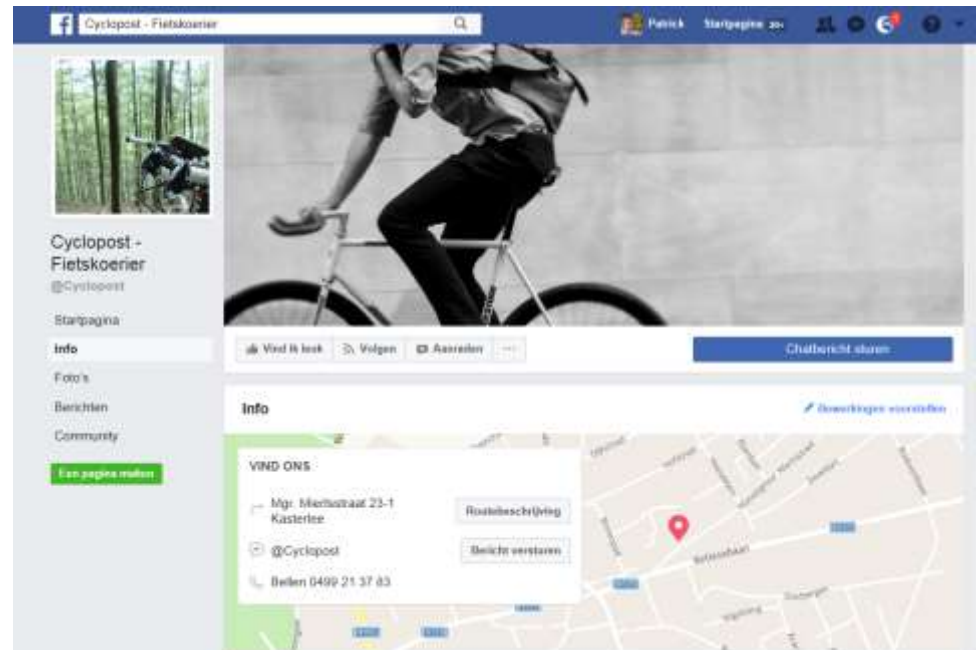 f Cyclopost - Fietskoerier
Patrick Startpagina 20+
Cyclopost -
Fietskoerier
@Cyclopost
Startpagina
Info
Foto's
Berichten
Community
Een pagina maken
Vind ik leuk Volgen Aanraden ...
Chatbericht sturen
Info
Bewerkingen voorstellen
VIND ONS
Mgr. Miertsstraat 23-1
Kasterlee
Routebeschrijving
@Cyclopost
Bericht versturen
Bellen 0499 21 37 83